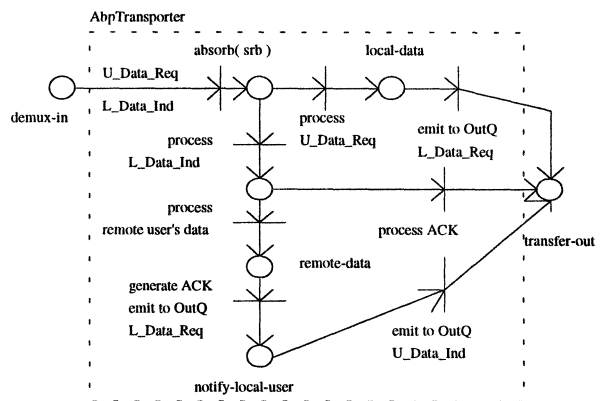 AbpTransporter
absorb( srb )
local-data
U_Data_Req
L_Data_Ind
demux-in
process
U_Data_Req
emit to OutQ
L_Data_Req
process
L_Data_Ind
process
remote user's data
process ACK
transfer-out
remote-data
generate ACK
emit to OutQ
L_Data_Req
emit to OutQ
U_Data_Ind
notify-local-user